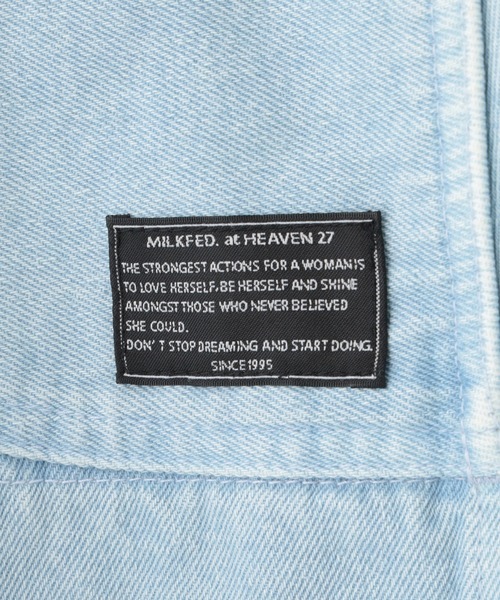 MILKFED. at HEAVEN 27
THE STRONGEST ACTIONS FOR A WOMAN IS
TO LOVE HERSELF, BE HERSELF AND SHINE
AMONGST THOSE WHO NEVER BELIEVED
SHE COULD.
DON'T STOP DREAMING AND START DOING.
SINCE 1995